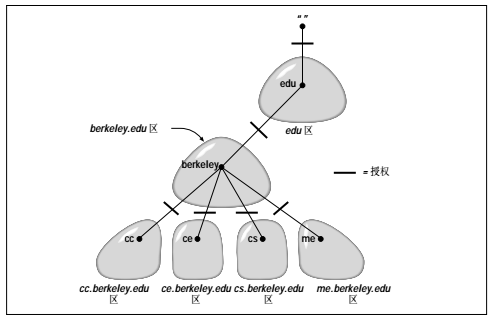 " "
edu
edu 区
berkeley.edu 区
berkeley
= 授权
cc
ce
cs
me
cc.berkeley.edu
区
ce.berkeley.edu
区
cs.berkeley.edu
区
me.berkeley.edu
区